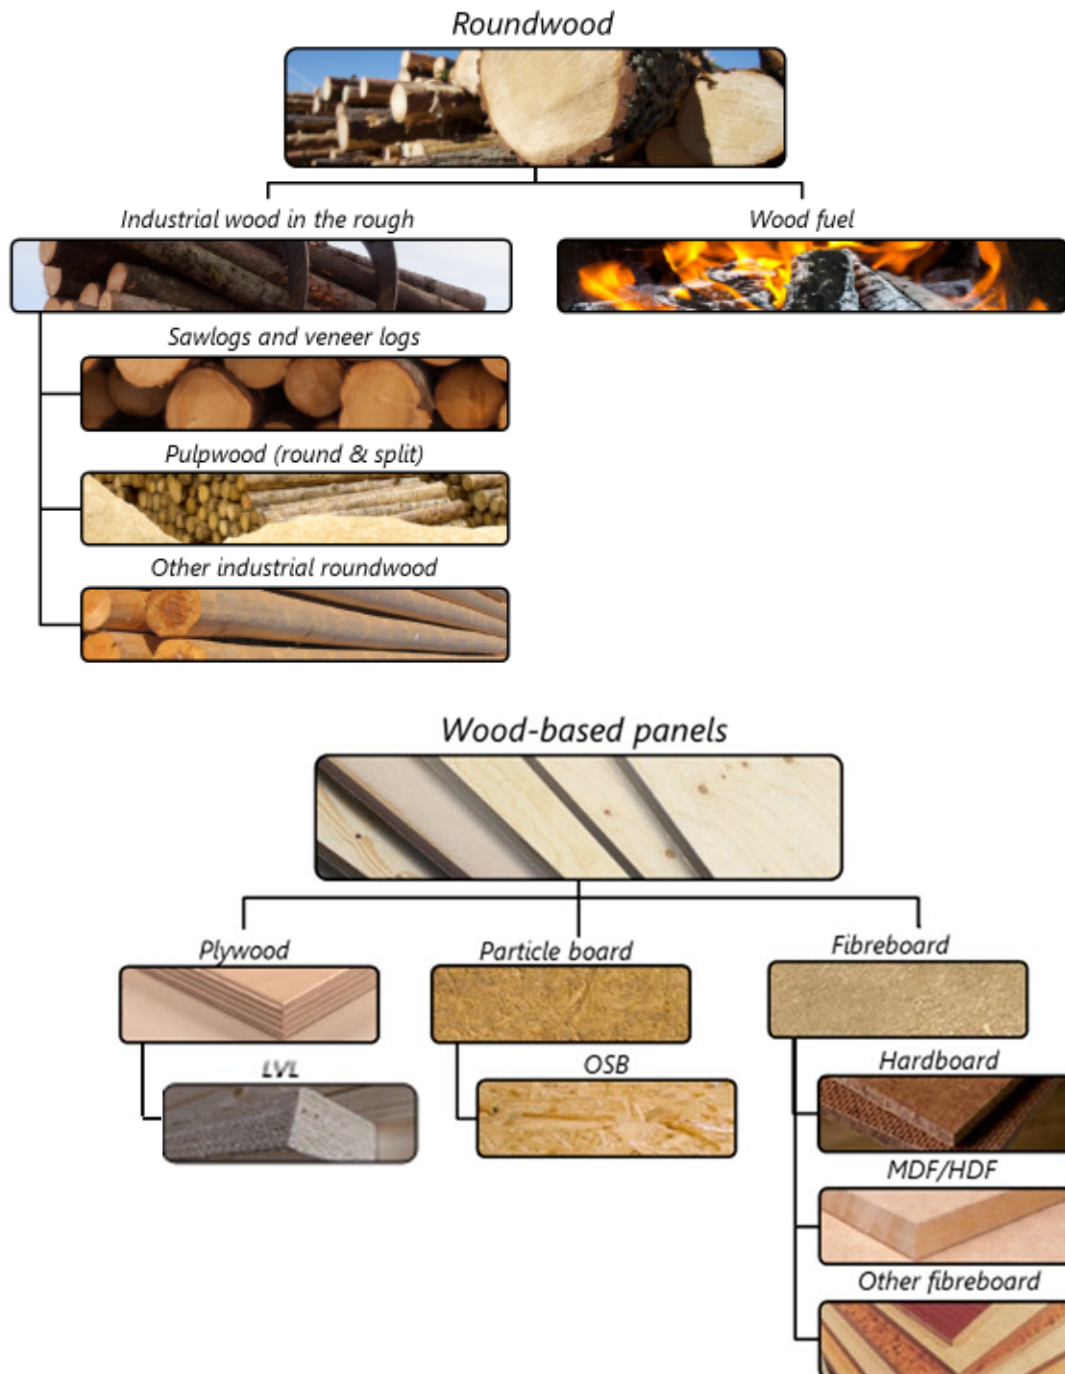 Roundwood
Industrial wood in the rough
Wood fuel
Sawlogs and veneer logs
Pulpwood (round & split)
Other industrial roundwood
Wood-based panels
Plywood
Particle board
Fibreboard
LVL
OSB
Hardboard
MDF/HDF
Other fibreboard